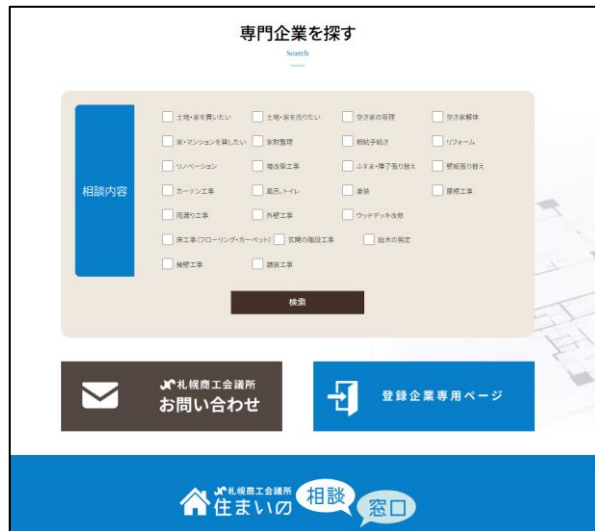 専門企業を探す
Search
相談内容
土地・家を買いたい 土地・家を売りたい 空き家の管理 空き家解体
家・マンションを貸したい 家財整理 相続手続き リフォーム
リノベーション 増改築工事 ふすま・障子張り替え 壁紙張り替え
カーテン工事 風呂、トイレ 塗装 屋根工事
雨漏り工事 外壁工事 ウッドデッキ改修
床工事(フローリング・カーペット) 玄関の階段工事 庭木の剪定
擁壁工事 舗装工事
検索
札幌商工会議所
お問い合わせ
登録企業専用ページ
札幌商工会議所
住まいの 相談 窓口